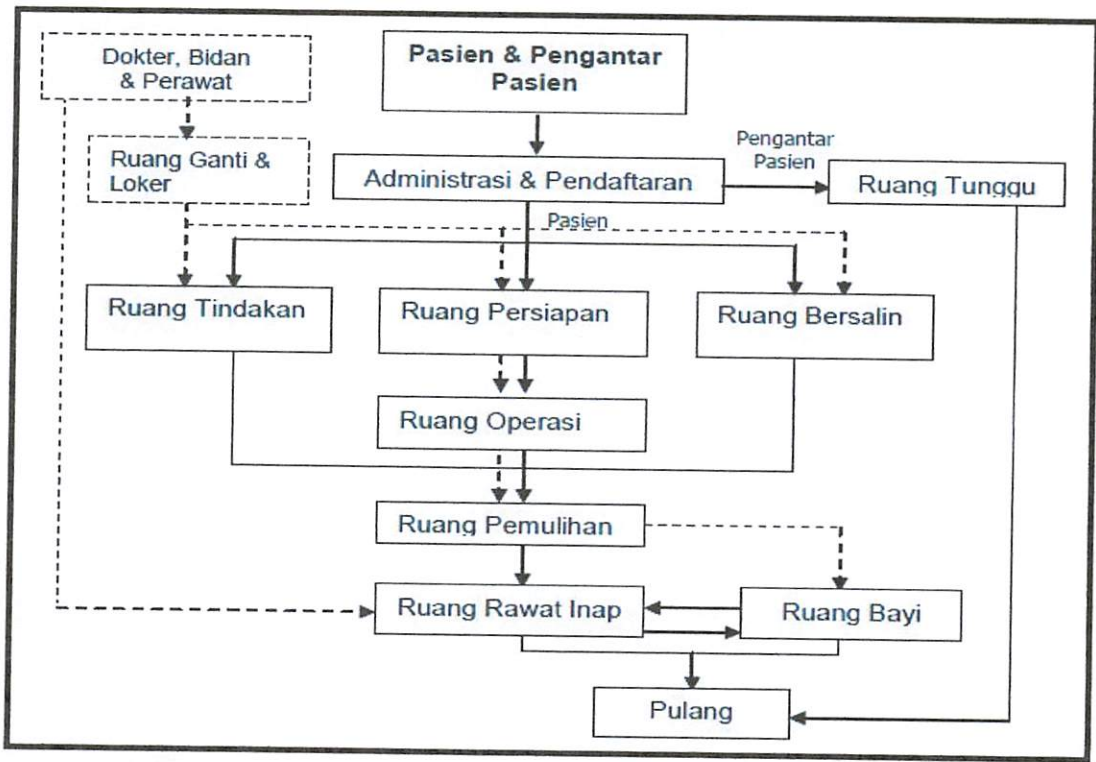 Dokter, Bidan
& Perawat
Pasien & Pengantar
Pasien
Ruang Ganti &
Loker
Administrasi & Pendaftaran
Pengantar
Pasien
Ruang Tunggu
Pasien
Ruang Tindakan
Ruang Persiapan
Ruang Bersalin
Ruang Operasi
Ruang Pemulihan
Ruang Rawat Inap
Ruang Bayi
Pulang